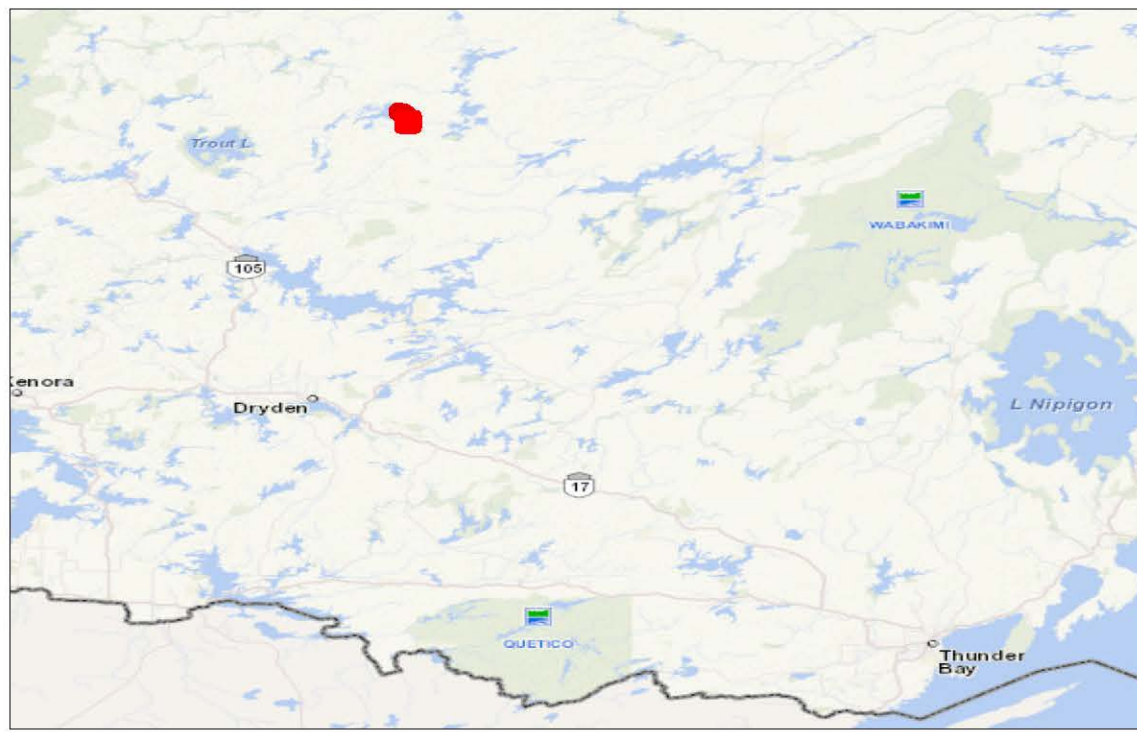 Trout L
WABAKIMI
105
Kenora
Dryden
L Nipigon
17
QUETICO
Thunder
Bay